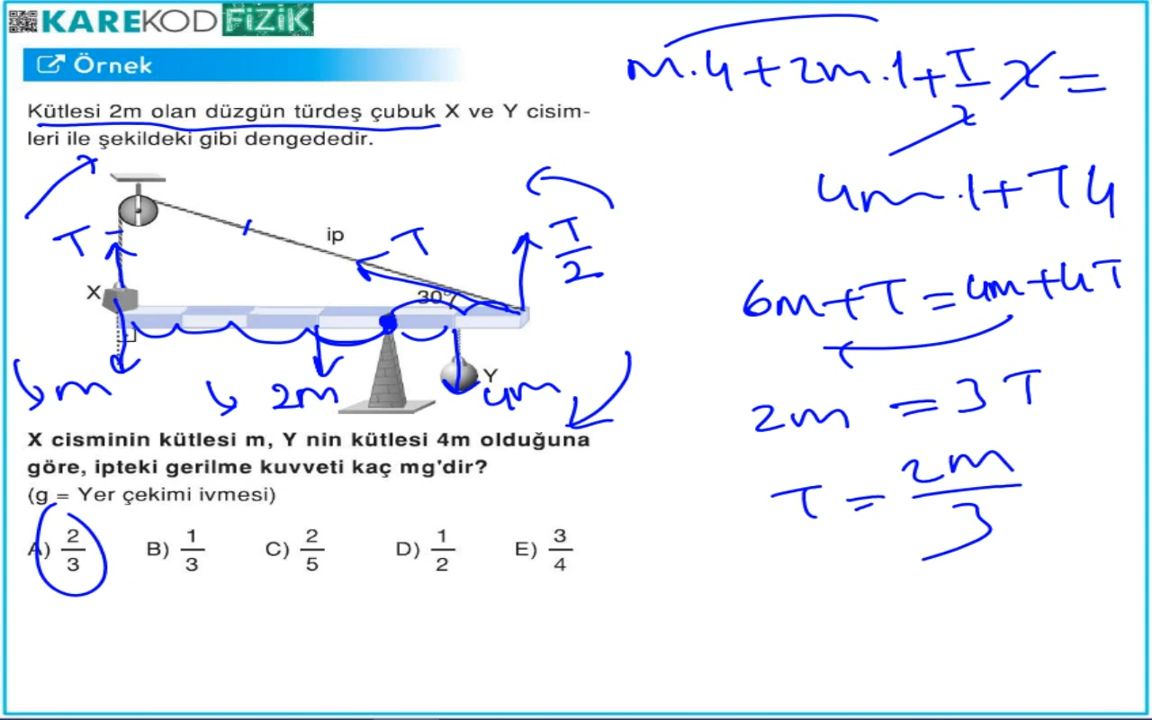 KAREKOD FİZİK
Örnek
Kütlesi 2m olan düzgün türdeş çubuk X ve Y cisim-
leri ile şekildeki gibi dengededir.
ip
T
T
T/2
X
30°
Y
m
2m
4m
X cisminin kütlesi m, Y nin kütlesi 4m olduğuna
göre, ipteki gerilme kuvveti kaç mg'dir?
(g = Yer çekimi ivmesi)
A) 2/3 B) 1/3 C) 2/5 D) 1/2 E) 3/4
m.4+2m.1+T/2 2=
4m.1+T4
6m+T=4m+4T
2m=3T
T=2m/3